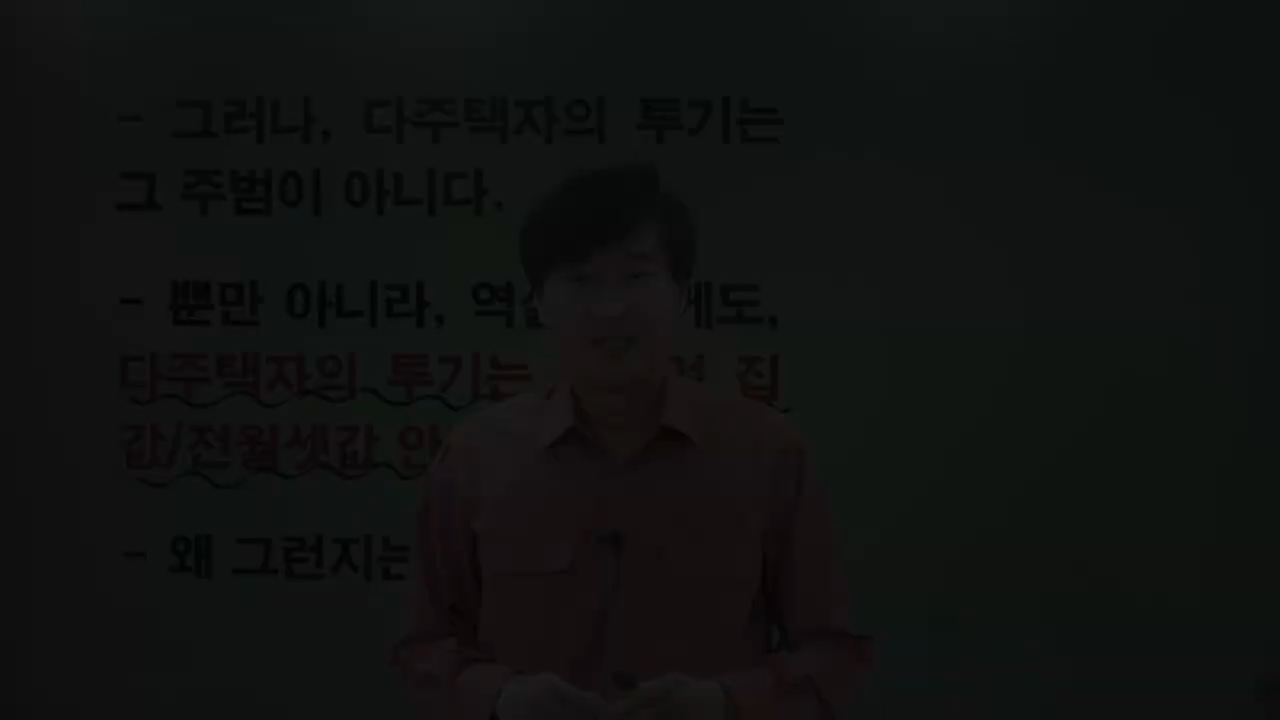 - 그러나, 다주택자의 투기는
그 주범이 아니다.
- 뿐만 아니라,
다주택자의 투기는 집
값/전월셋값
- 왜 그런지는